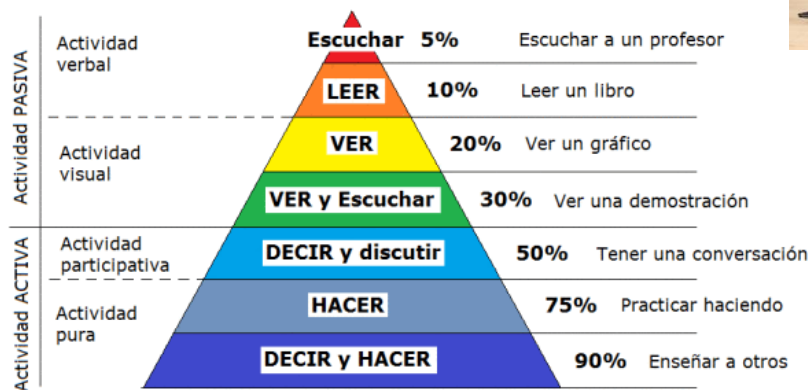 Actividad PASIVA
Actividad
verbal
Escuchar 5% Escuchar a un profesor
LEER 10% Leer un libro
Actividad
visual
VER 20% Ver un gráfico
VER y Escuchar 30% Ver una demostración
Actividad ACTIVA
Actividad
participativa
DECIR y discutir 50% Tener una conversación
Actividad
pura
HACER 75% Practicar haciendo
DECIR y HACER 90% Enseñar a otros